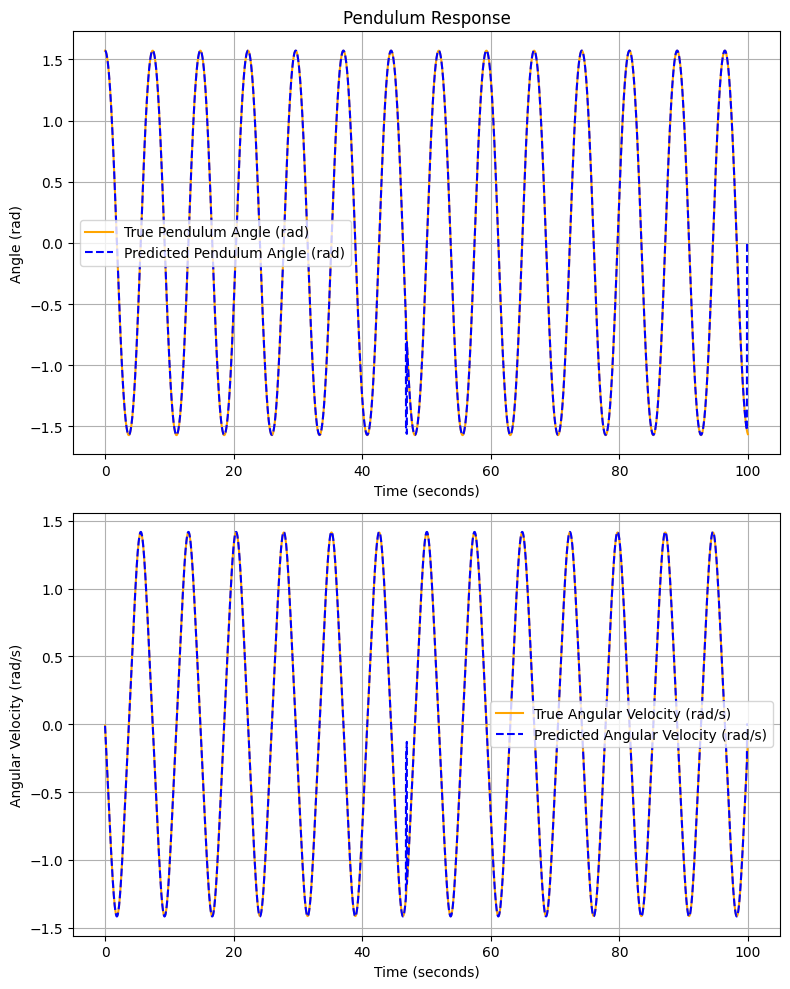 Pendulum Response
1.5
1.0
0.5
0.0
−0.5
−1.0
−1.5
Angle (rad)
True Pendulum Angle (rad)
Predicted Pendulum Angle (rad)
0 20 40 60 80 100
Time (seconds)
1.5
1.0
0.5
0.0
−0.5
−1.0
−1.5
Angular Velocity (rad/s)
True Angular Velocity (rad/s)
Predicted Angular Velocity (rad/s)
0 20 40 60 80 100
Time (seconds)